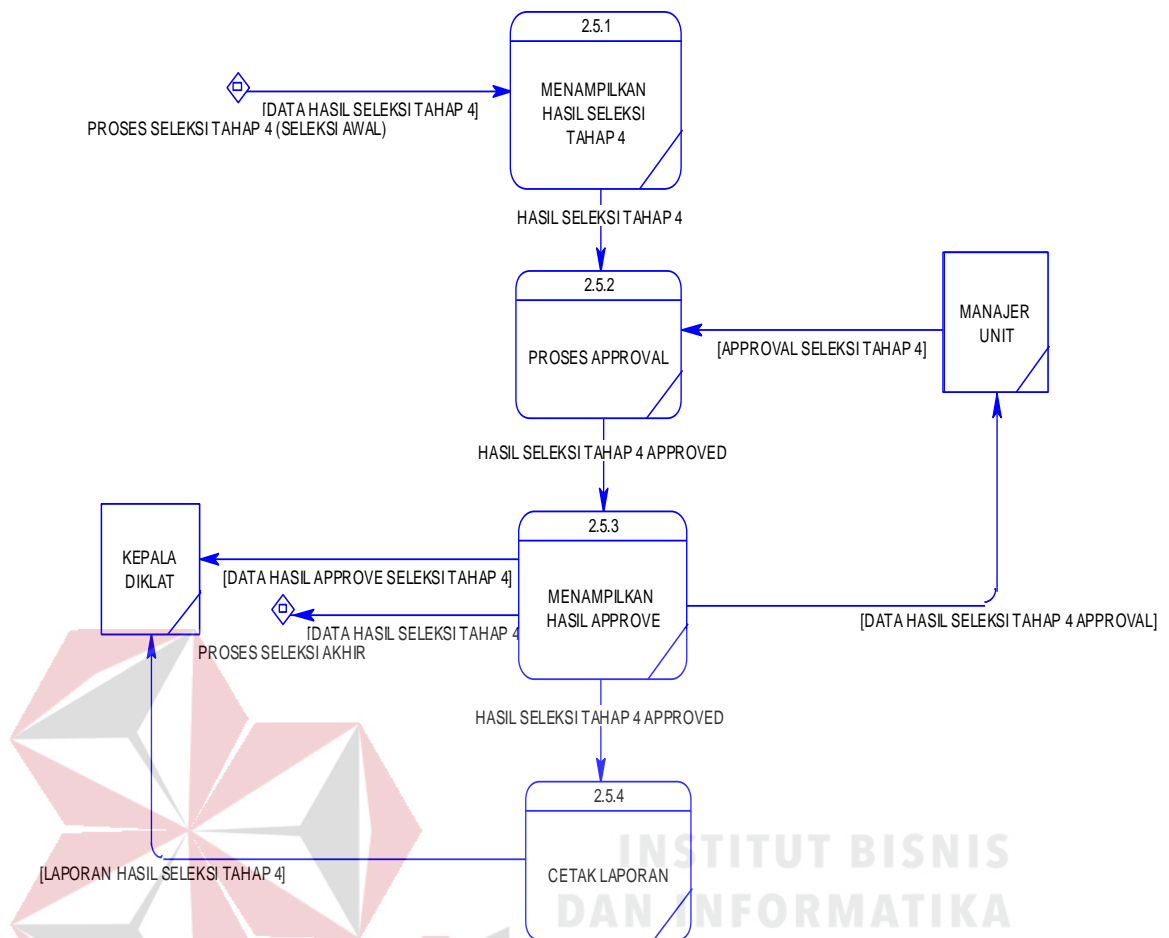 2.5.1
MENAMPILKAN
HASIL SELEKSI
TAHAP 4
[DATA HASIL SELEKSI TAHAP 4]
PROSES SELEKSI TAHAP 4 (SELEKSI AWAL)
HASIL SELEKSI TAHAP 4
2.5.2
PROSES APPROVAL
MANAJER
UNIT
[APPROVAL SELEKSI TAHAP 4]
HASIL SELEKSI TAHAP 4 APPROVED
2.5.3
MENAMPILKAN
HASIL APPROVE
KEPALA
DIKLAT
[DATA HASIL APPROVE SELEKSI TAHAP 4]
[DATA HASIL SELEKSI TAHAP 4
PROSES SELEKSI AKHIR
[DATA HASIL SELEKSI TAHAP 4 APPROVAL]
HASIL SELEKSI TAHAP 4 APPROVED
2.5.4
CETAK LAPORAN
[LAPORAN HASIL SELEKSI TAHAP 4]
INSTITUT BISNIS
DAN INFORMATIKA